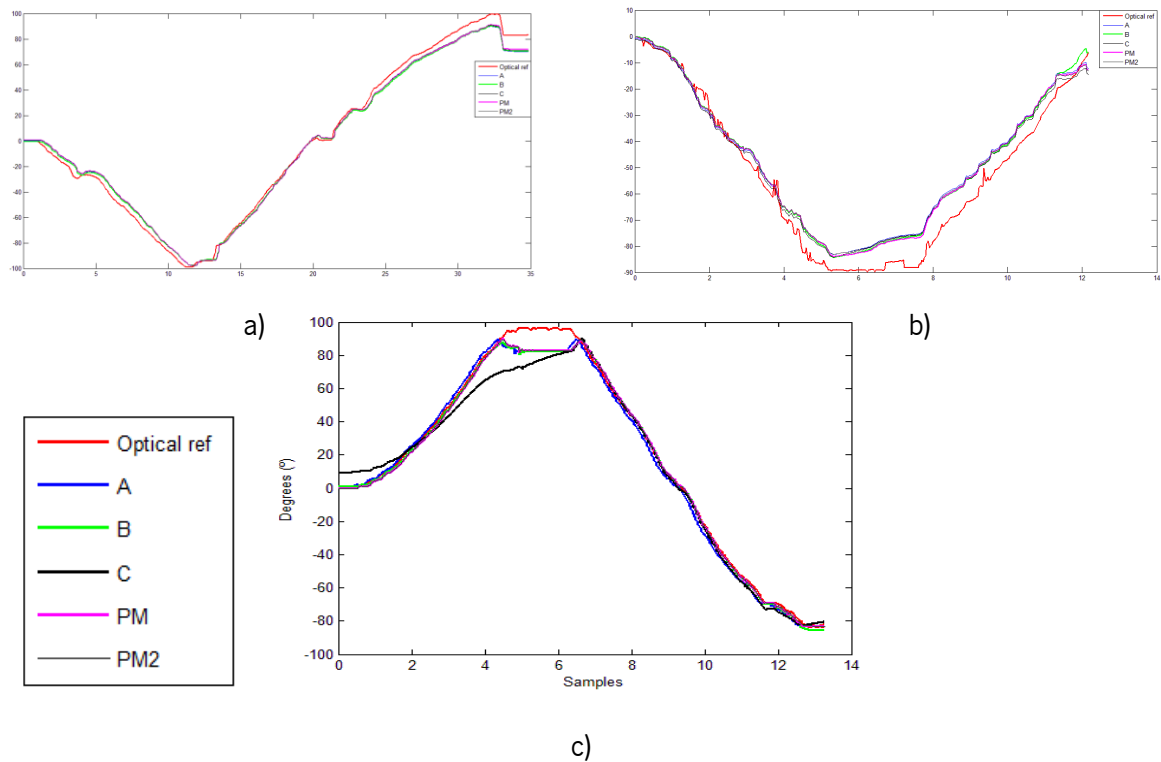 100
80
60
40
20
0
-20
-40
-60
-80
-100
0
5
10
15
20
25
30
35
Optical ref
A
B
C
PM
PM2
a)
10
0
-10
-20
-30
-40
-50
-60
-70
-80
-90
0
2
4
6
8
10
12
14
Optical ref
A
B
C
PM
PM2
b)
Optical ref
A
B
C
PM
PM2
Degrees (º)
100
80
60
40
20
0
-20
-40
-60
-80
-100
0
2
4
6
8
10
12
14
Samples
c)